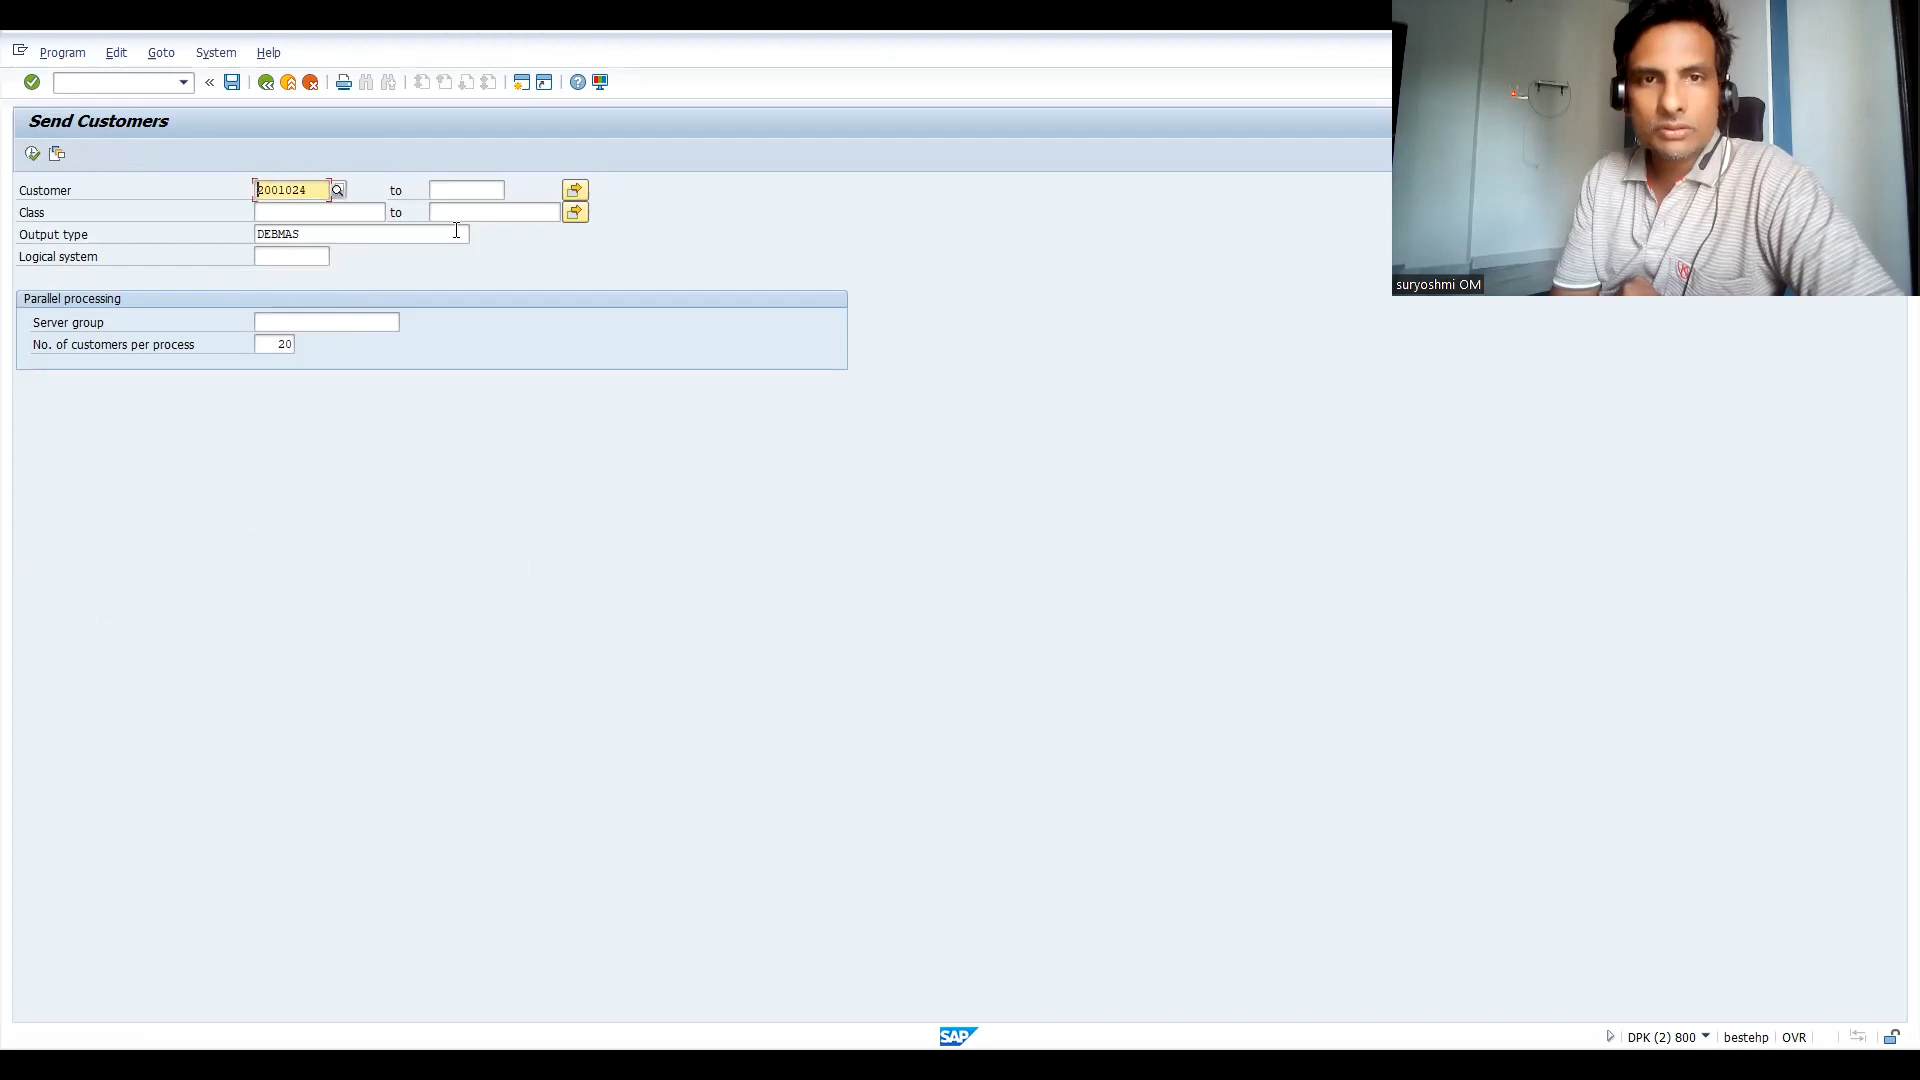 Program Edit Goto System Help
Send Customers
Customer 2001024 to
Class to
Output type DEBMAS
Logical system
Parallel processing
Server group
No. of customers per process 20
suryoshmi OM
SAP DPK (2) 800 bestehp OVR